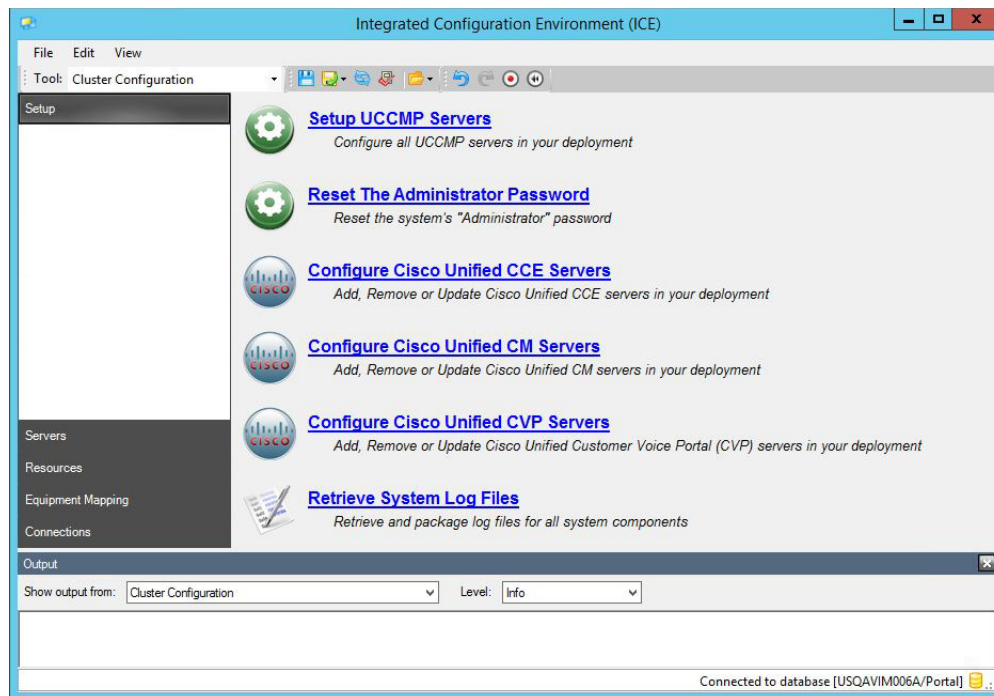 Integrated Configuration Environment (ICE)
File Edit View
Tool: Cluster Configuration
Setup
Setup UCCMP Servers
Configure all UCCMP servers in your deployment
Reset The Administrator Password
Reset the system's "Administrator" password
CISCO
Configure Cisco Unified CCE Servers
Add, Remove or Update Cisco Unified CCE servers in your deployment
CISCO
Configure Cisco Unified CM Servers
Add, Remove or Update Cisco Unified CM servers in your deployment
CISCO
Configure Cisco Unified CVP Servers
Add, Remove or Update Cisco Unified Customer Voice Portal (CVP) servers in your deployment
Retrieve System Log Files
Retrieve and package log files for all system components
Servers
Resources
Equipment Mapping
Connections
Output
Show output from: Cluster Configuration Level: Info
Connected to database [USQAVIM006A/Portal]